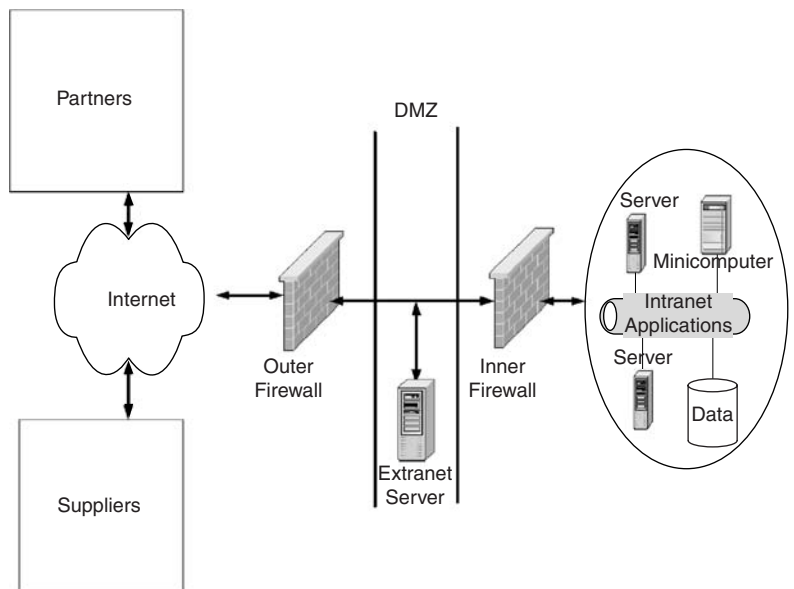 Partners
DMZ
Server
Minicomputer
Internet
Intranet
Applications
Outer
Firewall
Inner
Firewall
Server
Data
Extranet
Server
Suppliers